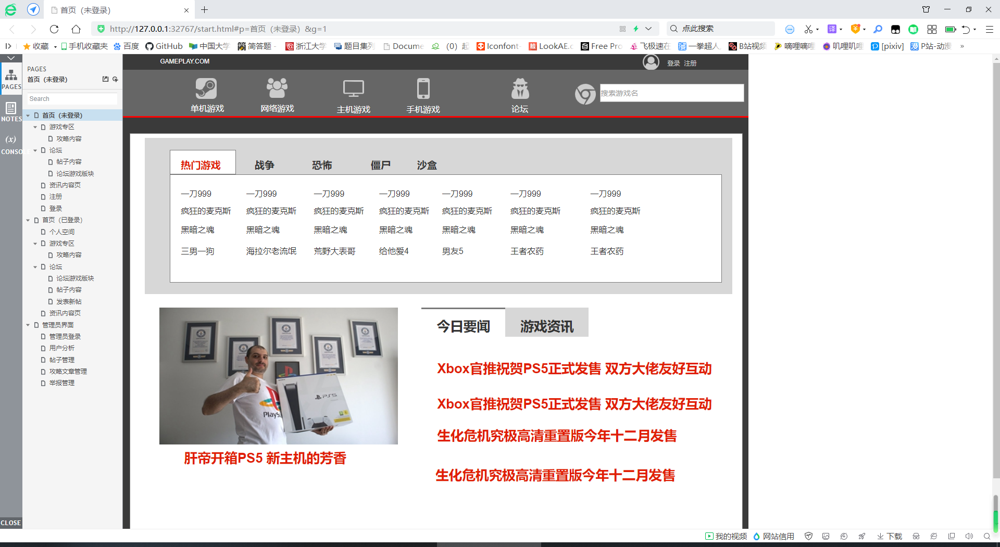 首页（未登录）
http://127.0.0.1:32767/start.html#p=首页（未登录）&g=1
点此搜索
收藏 手机收藏夹 百度 GitHub 中国大学 简答题 - 浙江大学 题目集列 Docume （0）起 Iconfont- LookAE.c Free Pro 飞极速在 一拳超人 B站视频 嘀哩嘀哩 叽哩叽哩 [pixiv] P站-动漫 »
PAGES
NOTES
(x)
CONSOLE
CLOSE
PAGES
首页（未登录）
Search
首页（未登录）
游戏专区
攻略内容
论坛
帖子内容
论坛游戏版块
资讯内容页
注册
登录
首页（已登录）
个人空间
游戏专区
攻略内容
论坛
论坛游戏版块
帖子内容
发表新帖
资讯内容页
管理员界面
管理员登录
用户分析
帖子管理
攻略文章管理
举报管理
GAMEPLAY.COM
登录 注册
单机游戏 网络游戏 主机游戏 手机游戏 论坛
搜索游戏名
热门游戏 战争 恐怖 僵尸 沙盒
一刀999 一刀999 一刀999 一刀999 一刀999 一刀999 一刀999
疯狂的麦克斯 疯狂的麦克斯 疯狂的麦克斯 疯狂的麦克斯 疯狂的麦克斯 疯狂的麦克斯 疯狂的麦克斯
黑暗之魂 黑暗之魂 黑暗之魂 黑暗之魂 黑暗之魂 黑暗之魂 黑暗之魂
三男一狗 海拉尔老流氓 荒野大表哥 给他爱4 男友5 王者农药 王者农药
PS5
肝帝开箱PS5 新主机的芳香
今日要闻 游戏资讯
Xbox官推祝贺PS5正式发售 双方大佬友好互动
Xbox官推祝贺PS5正式发售 双方大佬友好互动
生化危机究极高清重置版今年十二月发售
生化危机究极高清重置版今年十二月发售
我的视频 网站信用 下载